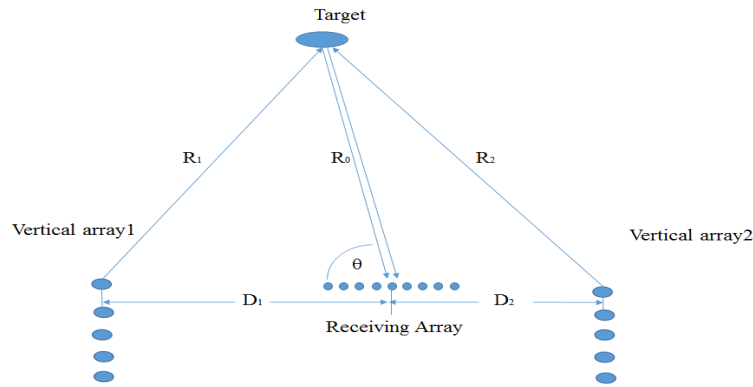 Target
R₁
R₀
R₂
Vertical array1
Vertical array2
θ
D₁
D₂
Receiving Array